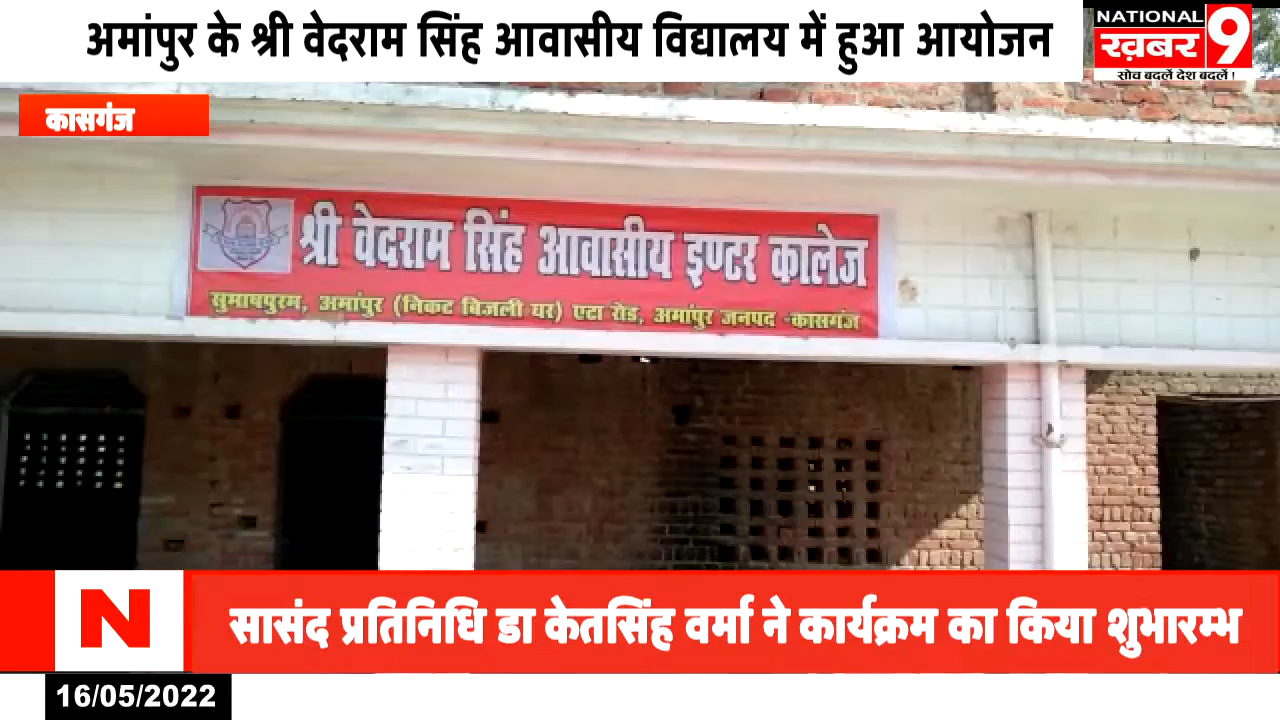 अमांपुर के श्री वेदराम सिंह आवासीय विद्यालय में हुआ आयोजन
NATIONAL
ख़बर 9
सोच बदलें देश बदलें !
कासगंज
श्री वेदराम सिंह आवासीय इण्टर कालेज
सुभाषपुरम, अमांपुर (निकट बिजली घर) एटा रोड, अमांपुर जनपद -कासगंज
N
सासंद प्रतिनिधि डा केतसिंह वर्मा ने कार्यक्रम का किया शुभारम्भ
16/05/2022